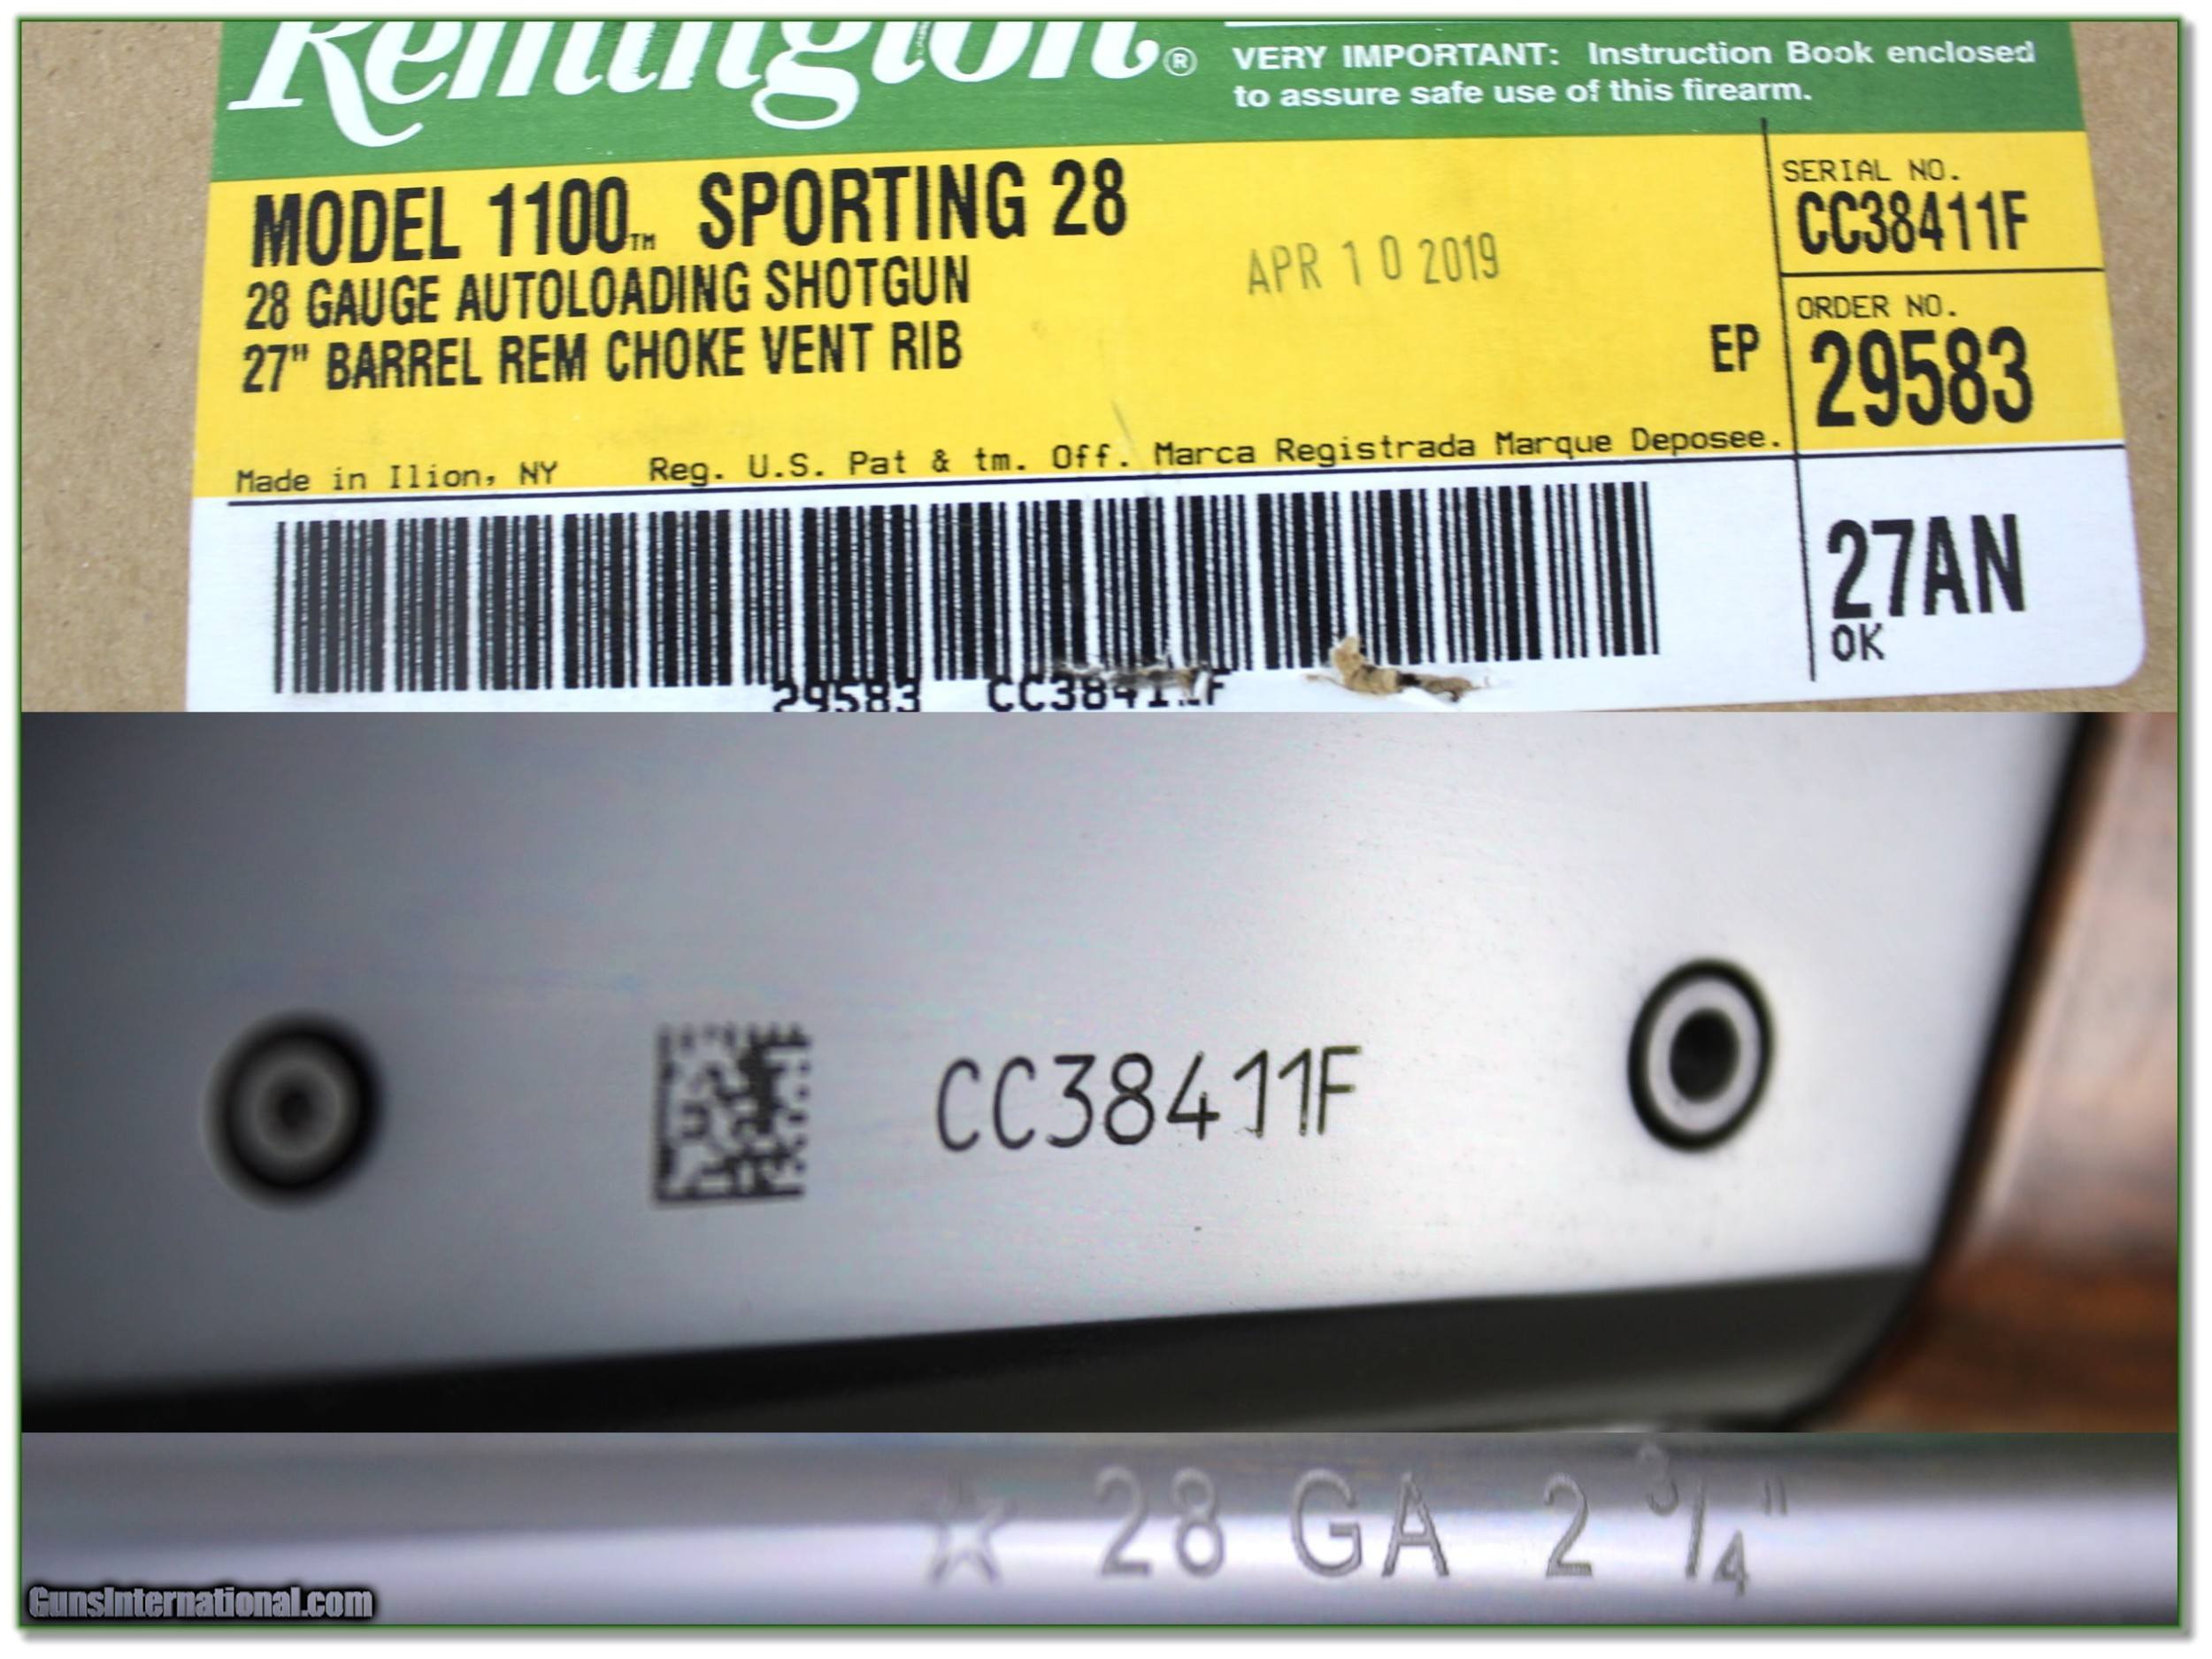 Remington®
VERY IMPORTANT: Instruction Book enclosed
to assure safe use of this firearm.
MODEL 1100™ SPORTING 28
28 GAUGE AUTOLOADING SHOTGUN
27" BARREL REM CHOKE VENT RIB
APR 10 2019
EP
SERIAL NO.
CC38411F
ORDER NO.
29583
Made in Ilion, NY Reg. U.S. Pat & tm. Off. Marca Registrada Marque Deposee.
27AN
OK
29583 CC38411F
CC38411F
☆ 28 GA 2 3/4"
GunsInternational.com